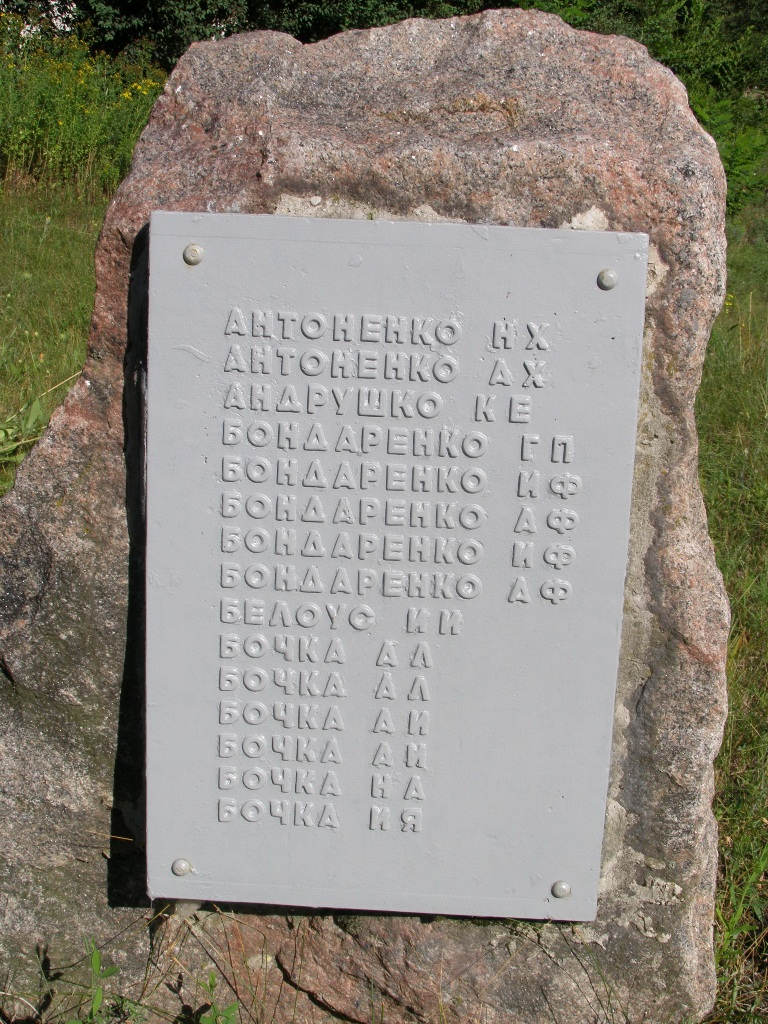 АНТОНЕНКО Н Х
АНТОНЕНКО А Х
АНДРУШКО К Е
БОНДАРЕНКО Г П
БОНДАРЕНКО И Ф
БОНДАРЕНКО А Ф
БОНДАРЕНКО И Ф
БОНДАРЕНКО А Ф
БЕЛОУС И И
БОЧКА А Л
БОЧКА А Л
БОЧКА А И
БОЧКА А И
БОЧКА Н А
БОЧКА И Я